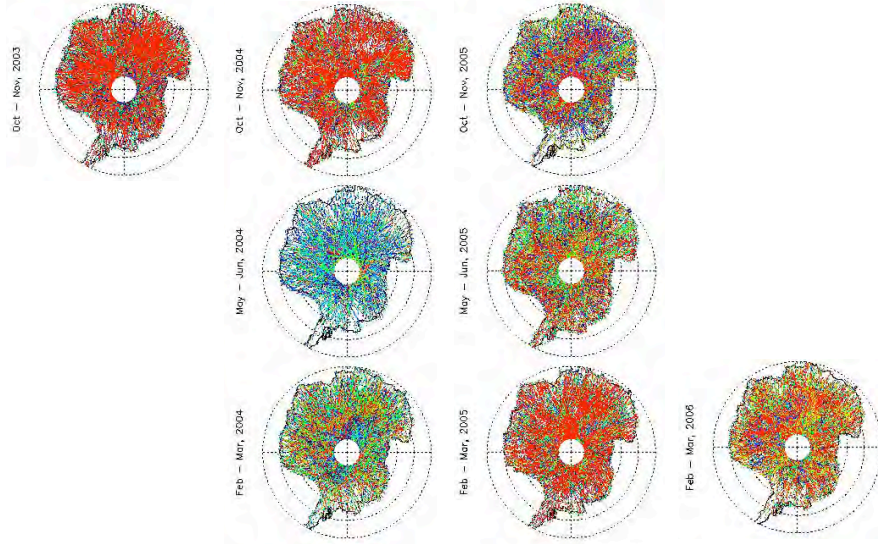 Oct – Nov, 2003
Oct – Nov, 2004
Oct – Nov, 2005
May – Jun, 2004
May – Jun, 2005
Feb – Mar, 2004
Feb – Mar, 2005
Feb – Mar, 2006